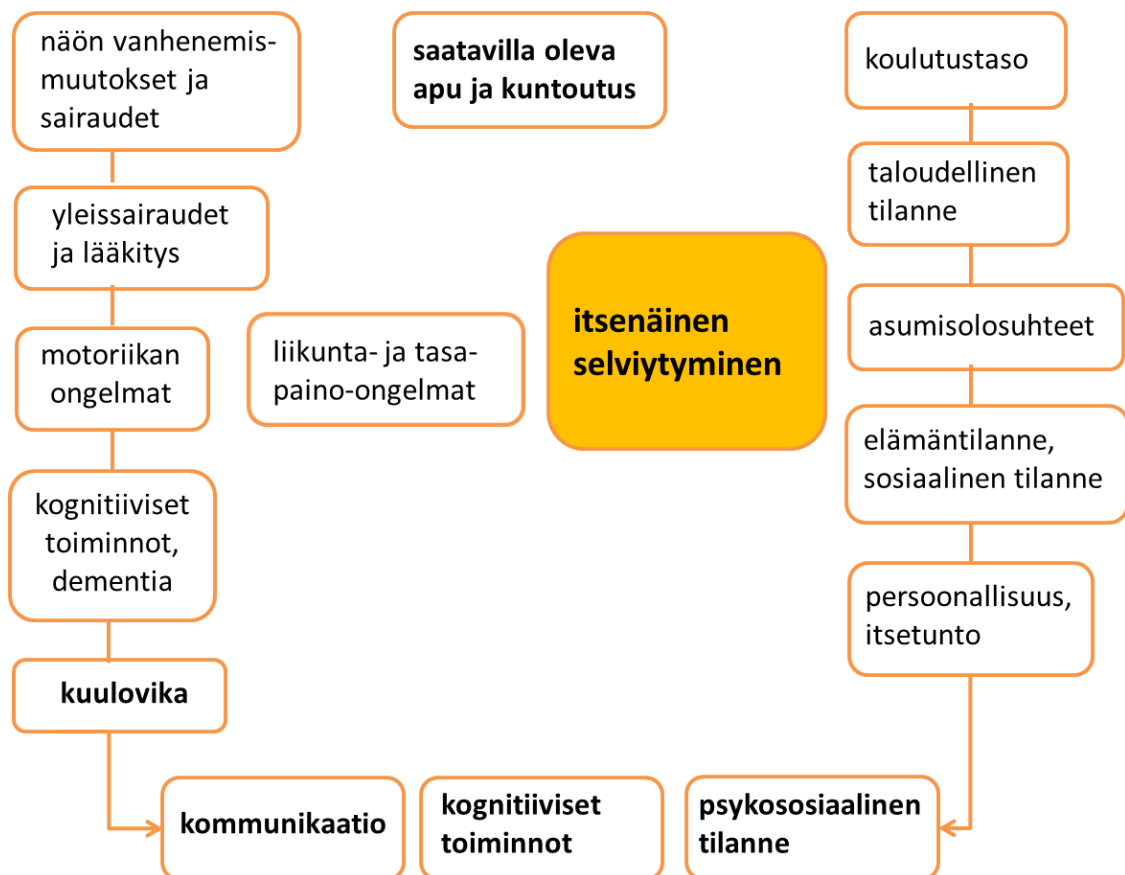 näön vanhenemis-
muutokset ja
sairaudet
saatavilla oleva
apu ja kuntoutus
koulutustaso
taloudellinen
tilanne
yleissairaudet
ja lääkitys
itsenäinen
selviytyminen
asumisolosuhteet
motoriikan
ongelmat
liikunta- ja tasa-
paino-ongelmat
elämäntilanne,
sosiaalinen tilanne
kognitiiviset
toiminnot,
dementia
persoonallisuus,
itsetunto
kuulovika
kommunikaatio
kognitiiviset
toiminnot
psykososiaalinen
tilanne